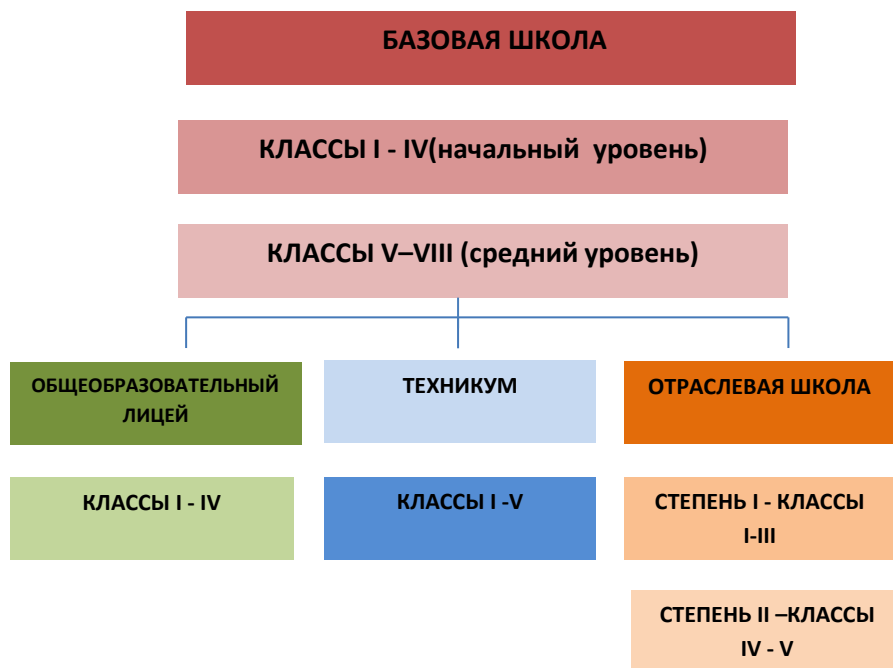 БАЗОВАЯ ШКОЛА
КЛАССЫ I - IV(начальный уровень)
КЛАССЫ V–VIII (средний уровень)
ОБЩЕОБРАЗОВАТЕЛЬНЫЙ
ЛИЦЕЙ
ТЕХНИКУМ
ОТРАСЛЕВАЯ ШКОЛА
КЛАССЫ I - IV
КЛАССЫ I -V
СТЕПЕНЬ I - КЛАССЫ
I-III
СТЕПЕНЬ II –КЛАССЫ
IV - V